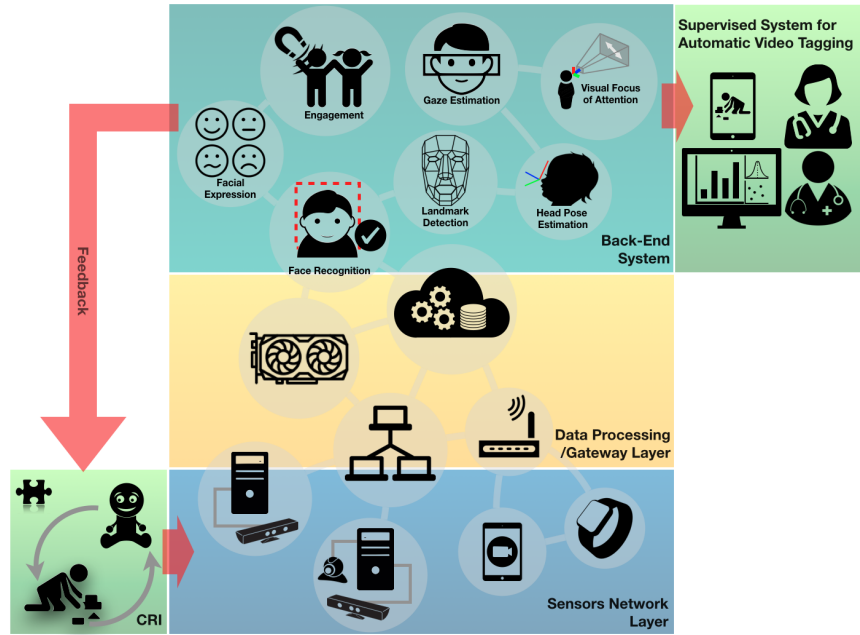 Supervised System for
Automatic Video Tagging
Engagement
Gaze Estimation
Visual Focus
of Attention
Facial
Expression
Landmark
Detection
Head Pose
Estimation
Face Recognition
Back-End
System
Feedback
Data Processing
/Gateway Layer
Sensors Network
Layer
CRI